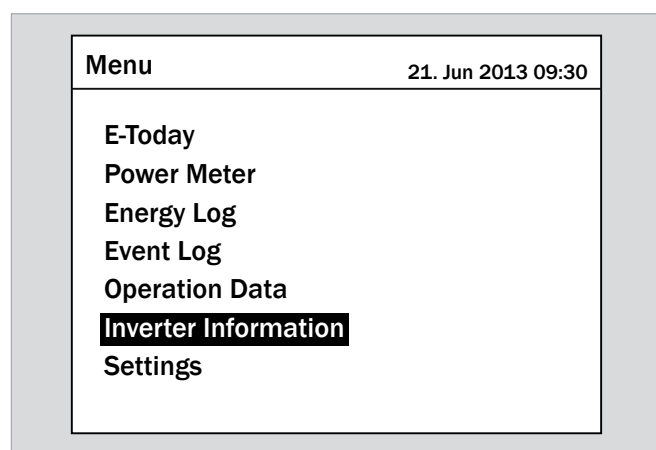 Menu
21. Jun 2013 09:30
E-Today
Power Meter
Energy Log
Event Log
Operation Data
Inverter Information
Settings